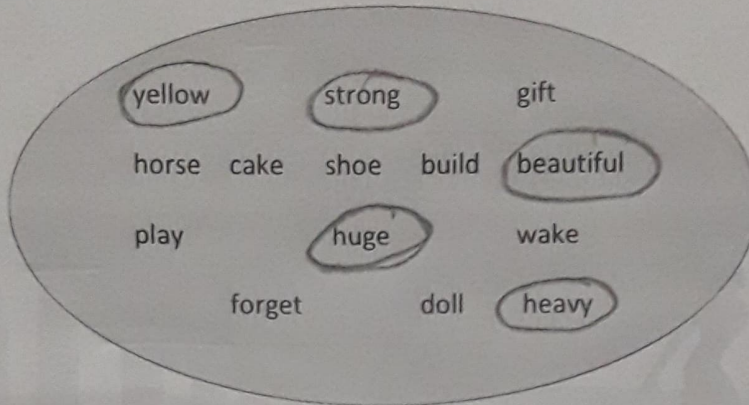 yellow strong gift
horse cake shoe build beautiful
play huge wake
forget doll heavy